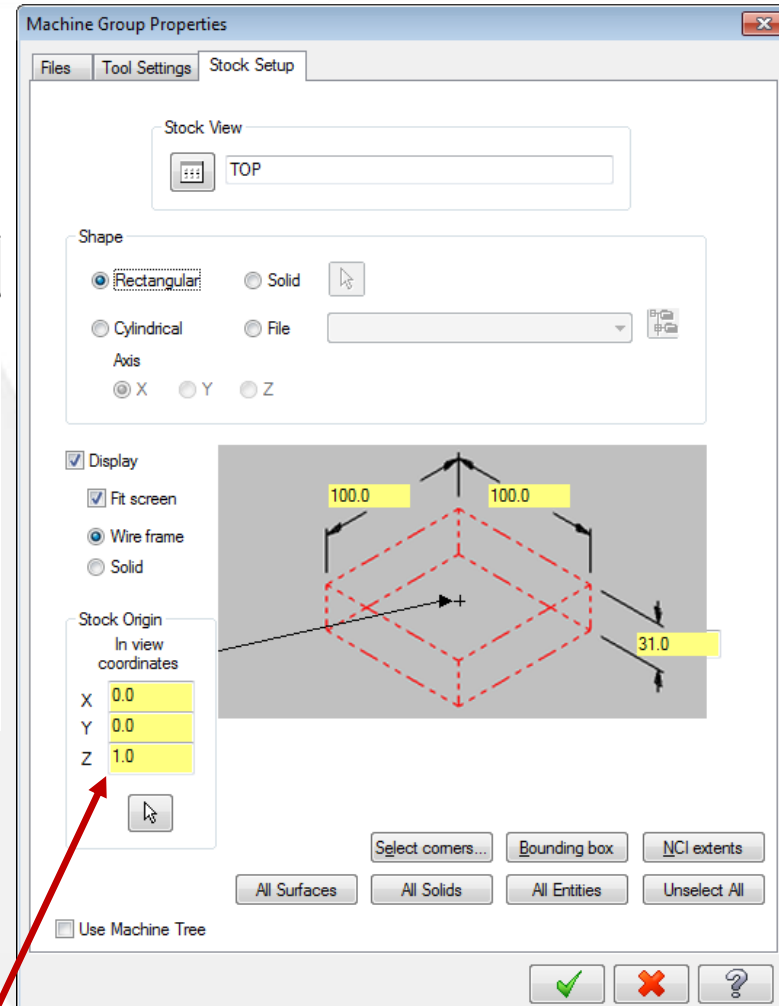 Machine Group Properties
Files Tool Settings Stock Setup
Stock View
TOP
Shape
Rectangular Solid
Cylindrical File
Axis
X Y Z
Display
Fit screen
Wire frame
Solid
100.0 100.0
31.0
Stock Origin
In view
coordinates
X 0.0
Y 0.0
Z 1.0
Select corners... Bounding box NCI extents
All Surfaces All Solids All Entities Unselect All
Use Machine Tree